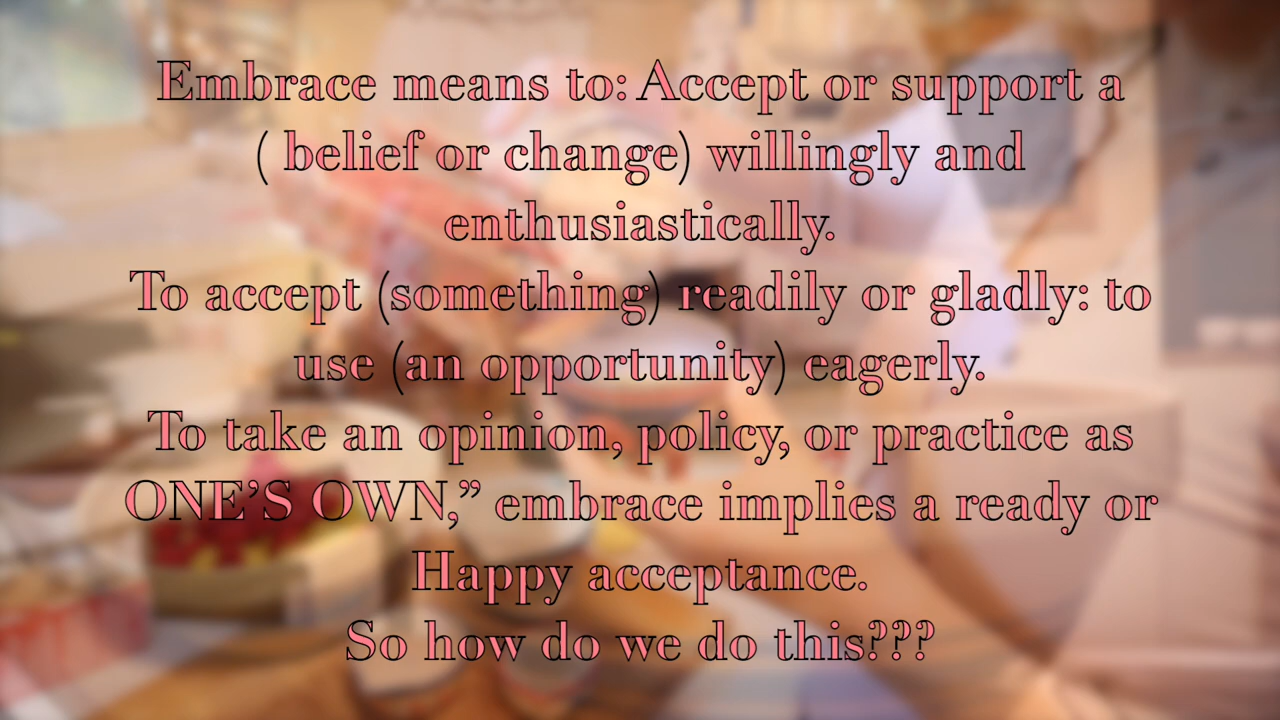 Embrace means to: Accept or support a
( belief or change) willingly and
enthusiastically.
To accept (something) readily or gladly: to
use (an opportunity) eagerly.
To take an opinion, policy, or practice as
ONE’S OWN,” embrace implies a ready or
Happy acceptance.
So how do we do this???